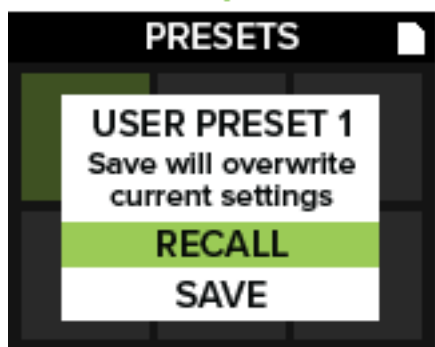 PRESETS
USER PRESET 1
Save will overwrite
current settings
RECALL
SAVE